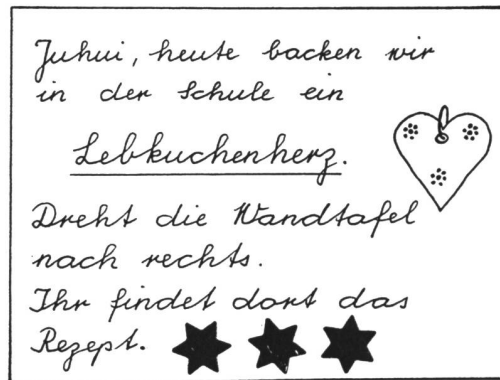 Juhui, heute backen wir
in der Schule ein
Lebkuchenherz.
Dreht die Wandtafel
nach rechts.
Ihr findet dort das
Rezept.